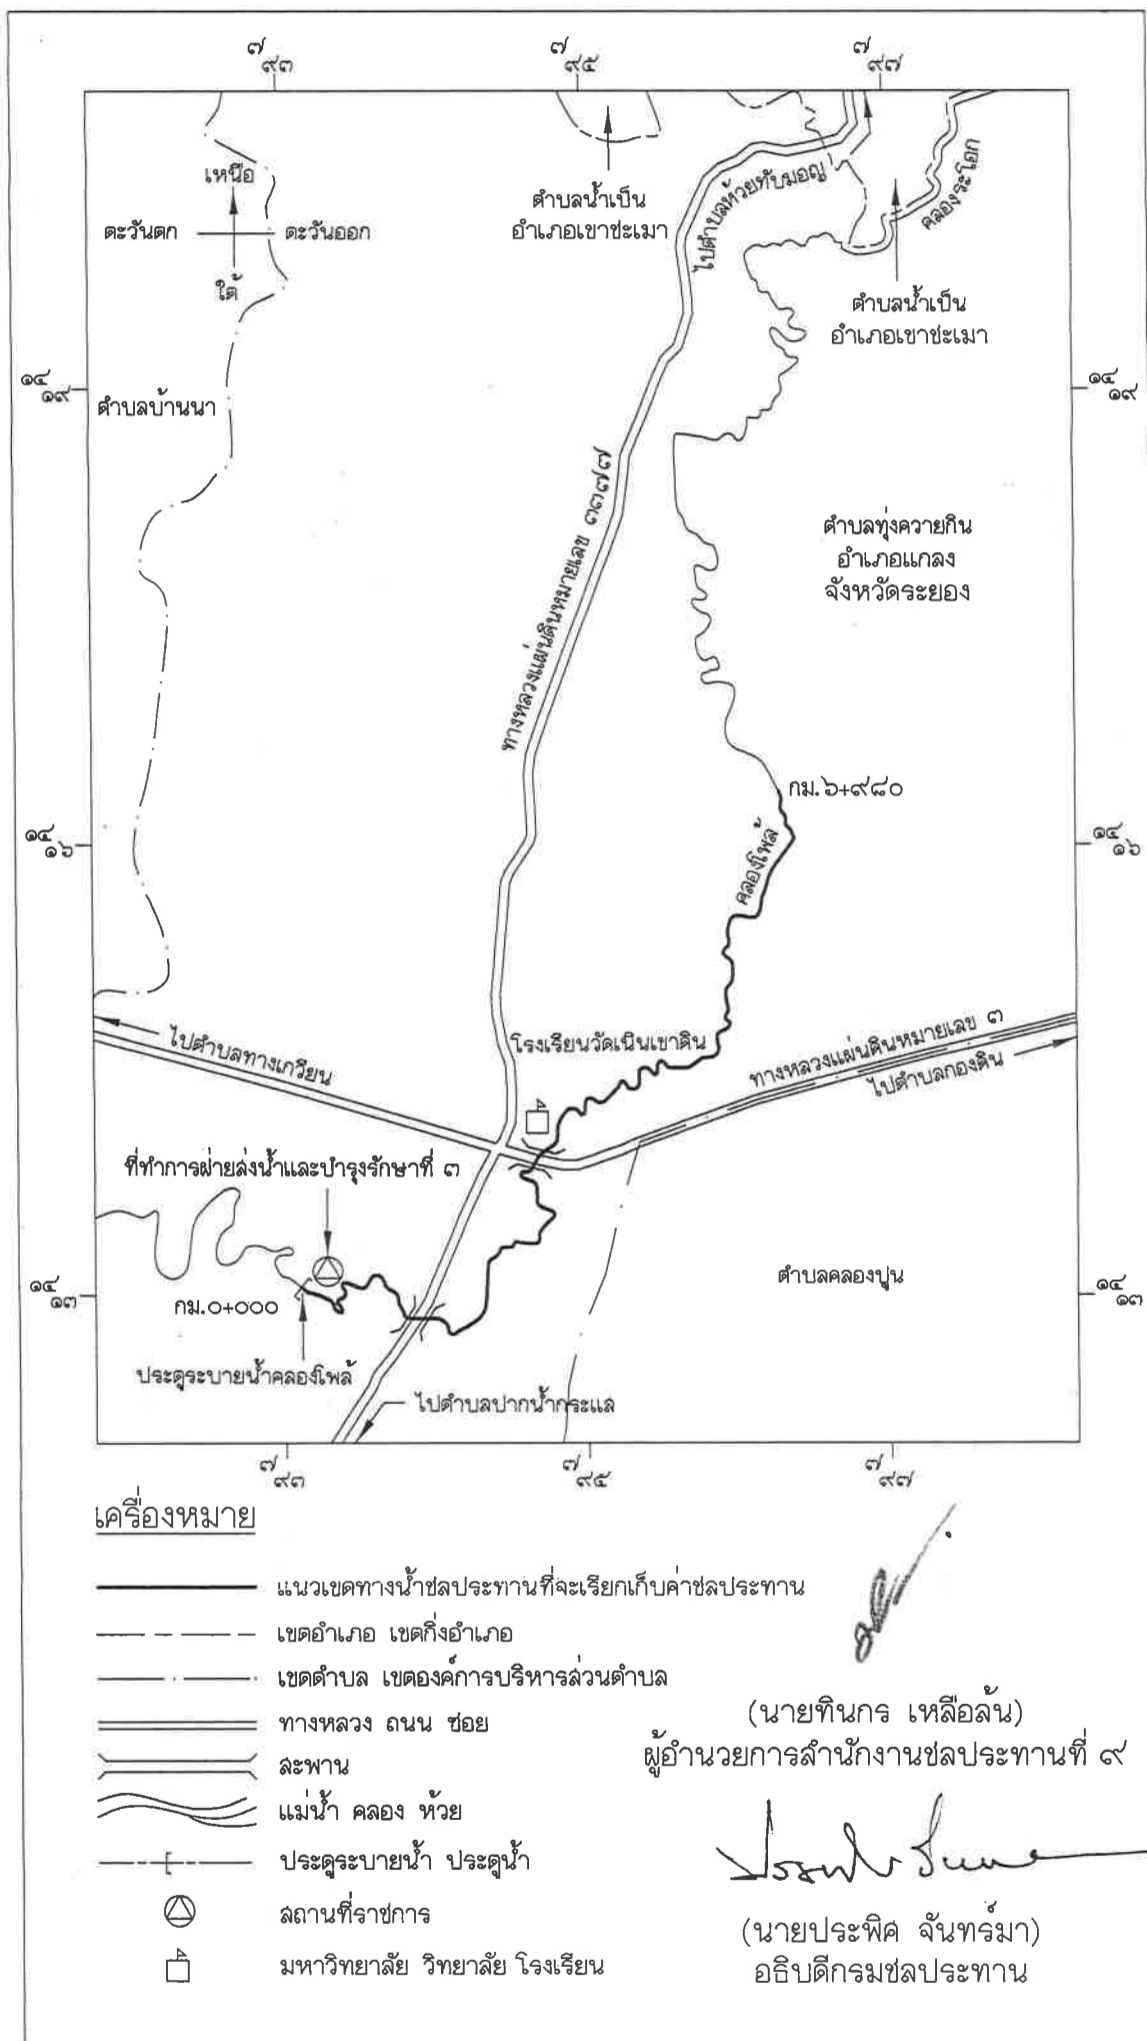 ๗ ๙๓
๗ ๙๕
๗ ๙๗
เหนือ
ตะวันตก
ตะวันออก
ใต้
ตำบลน้ำเป็น
อำเภอเขาชะเมา
ไปตำบลห้วยทับมอญ
คลองระโอก
ตำบลน้ำเป็น
อำเภอเขาชะเมา
๑๔ ๑๙
๑๔ ๑๙
ตำบลบ้านนา
ทางหลวงแผ่นดินหมายเลข ๓๓๗๗
ตำบลทุ่งควายกิน
อำเภอแกลง
จังหวัดระยอง
กม.๖+๙๘๐
๑๔ ๑๖
๑๔ ๑๖
คลองโพล้
ไปตำบลทางเกวียน
โรงเรียนวัดเนินเขาดิน
ทางหลวงแผ่นดินหมายเลข ๓
ไปตำบลกองดิน
ที่ทำการฝ่ายส่งน้ำและบำรุงรักษาที่ ๓
ตำบลคลองปูน
๑๔ ๑๓
๑๔ ๑๓
กม.๐+๐๐๐
ประตูระบายน้ำคลองโพล้
ไปตำบลปากน้ำกระแส
๗ ๙๓
๗ ๙๕
๗ ๙๗
เครื่องหมาย
แนวเขตทางน้ำชลประทานที่จะเรียกเก็บค่าชลประทาน
เขตอำเภอ เขตกิ่งอำเภอ
เขตตำบล เขตองค์การบริหารส่วนตำบล
ทางหลวง ถนน ซอย
สะพาน
แม่น้ำ คลอง ห้วย
ประตูระบายน้ำ ประตูน้ำ
สถานที่ราชการ
มหาวิทยาลัย วิทยาลัย โรงเรียน
(นายทินกร เหลือล้น)
ผู้อำนวยการสำนักงานชลประทานที่ ๙
(นายประพิศ จันทร์มา)
อธิบดีกรมชลประทาน